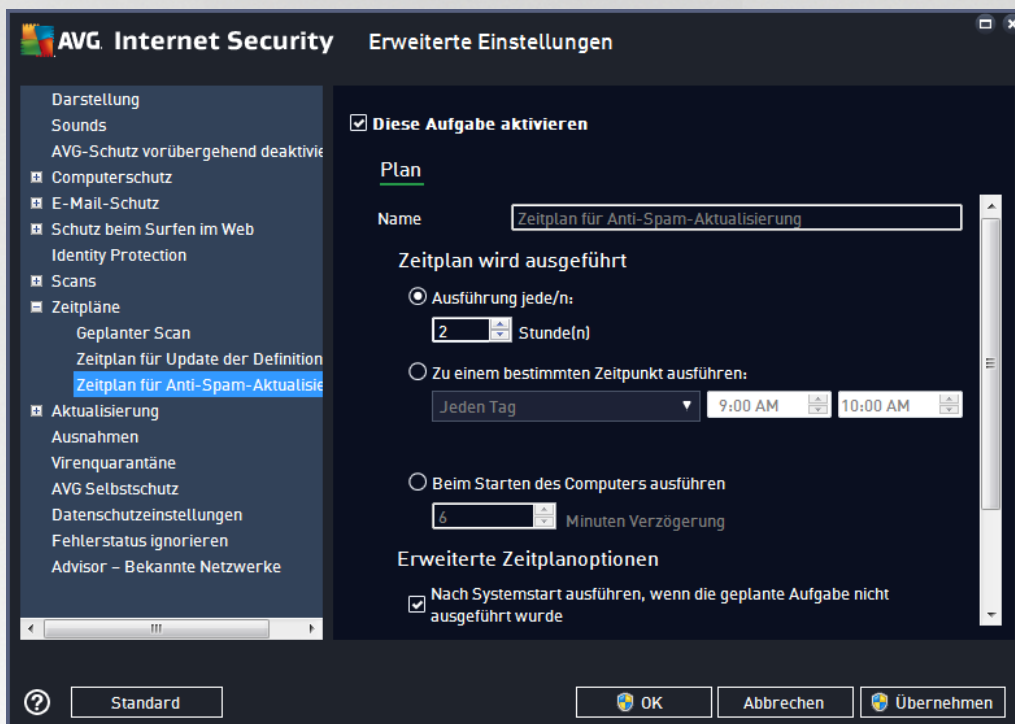 AVG. Internet Security
Erweiterte Einstellungen
Darstellung
Sounds
AVG-Schutz vorübergehend deaktivie
Computerschutz
E-Mail-Schutz
Schutz beim Surfen im Web
Identity Protection
Scans
Zeitpläne
Geplanter Scan
Zeitplan für Update der Definition
Zeitplan für Anti-Spam-Aktualisie
Aktualisierung
Ausnahmen
Virenquarantäne
AVG Selbstschutz
Datenschutzeinstellungen
Fehlerstatus ignorieren
Advisor – Bekannte Netzwerke
Diese Aufgabe aktivieren
Plan
Name
Zeitplan für Anti-Spam-Aktualisierung
Zeitplan wird ausgeführt
Ausführung jede/n:
2 Stunde(n)
Zu einem bestimmten Zeitpunkt ausführen:
Jeden Tag 9:00 AM 10:00 AM
Beim Starten des Computers ausführen
6 Minuten Verzögerung
Erweiterte Zeitplanoptionen
Nach Systemstart ausführen, wenn die geplante Aufgabe nicht
ausgeführt wurde
? Standard
OK
Abbrechen
Übernehmen